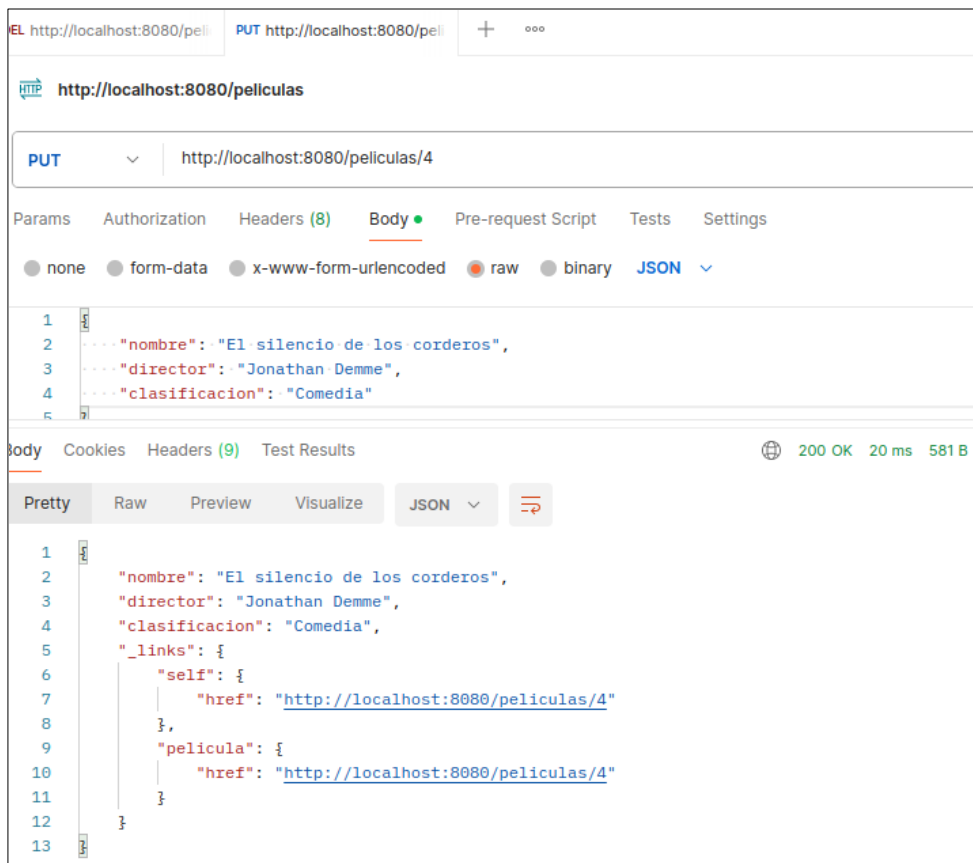 EL http://localhost:8080/peli PUT http://localhost:8080/pel + ooo
HTTP http://localhost:8080/peliculas
PUT http://localhost:8080/peliculas/4
Params Authorization Headers (8) Body Pre-request Script Tests Settings
none form-data x-www-form-urlencoded raw binary JSON
1 {
2 "nombre": "El silencio de los corderos",
3 "director": "Jonathan Demme",
4 "clasificacion": "Comedia"
5 }
Body Cookies Headers (9) Test Results 200 OK 20 ms 581 B
Pretty Raw Preview Visualize JSON
1 {
2 "nombre": "El silencio de los corderos",
3 "director": "Jonathan Demme",
4 "clasificacion": "Comedia",
5 "_links": {
6 "self": {
7 "href": "http://localhost:8080/peliculas/4"
8 },
9 "pelicula": {
10 "href": "http://localhost:8080/peliculas/4"
11 }
12 }
13 }